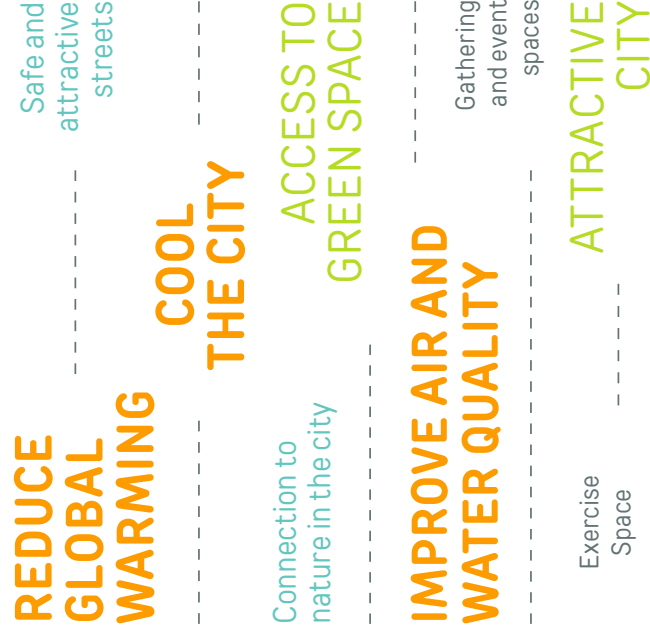 REDUCE
GLOBAL
WARMING
Safe and
attractive
streets
COOL
THE CITY
Connection to
nature in the city
ACCESS TO
GREEN SPACE
IMPROVE AIR AND
WATER QUALITY
Gathering
and event
spaces
Exercise
Space
ATTRACTIVE
CITY